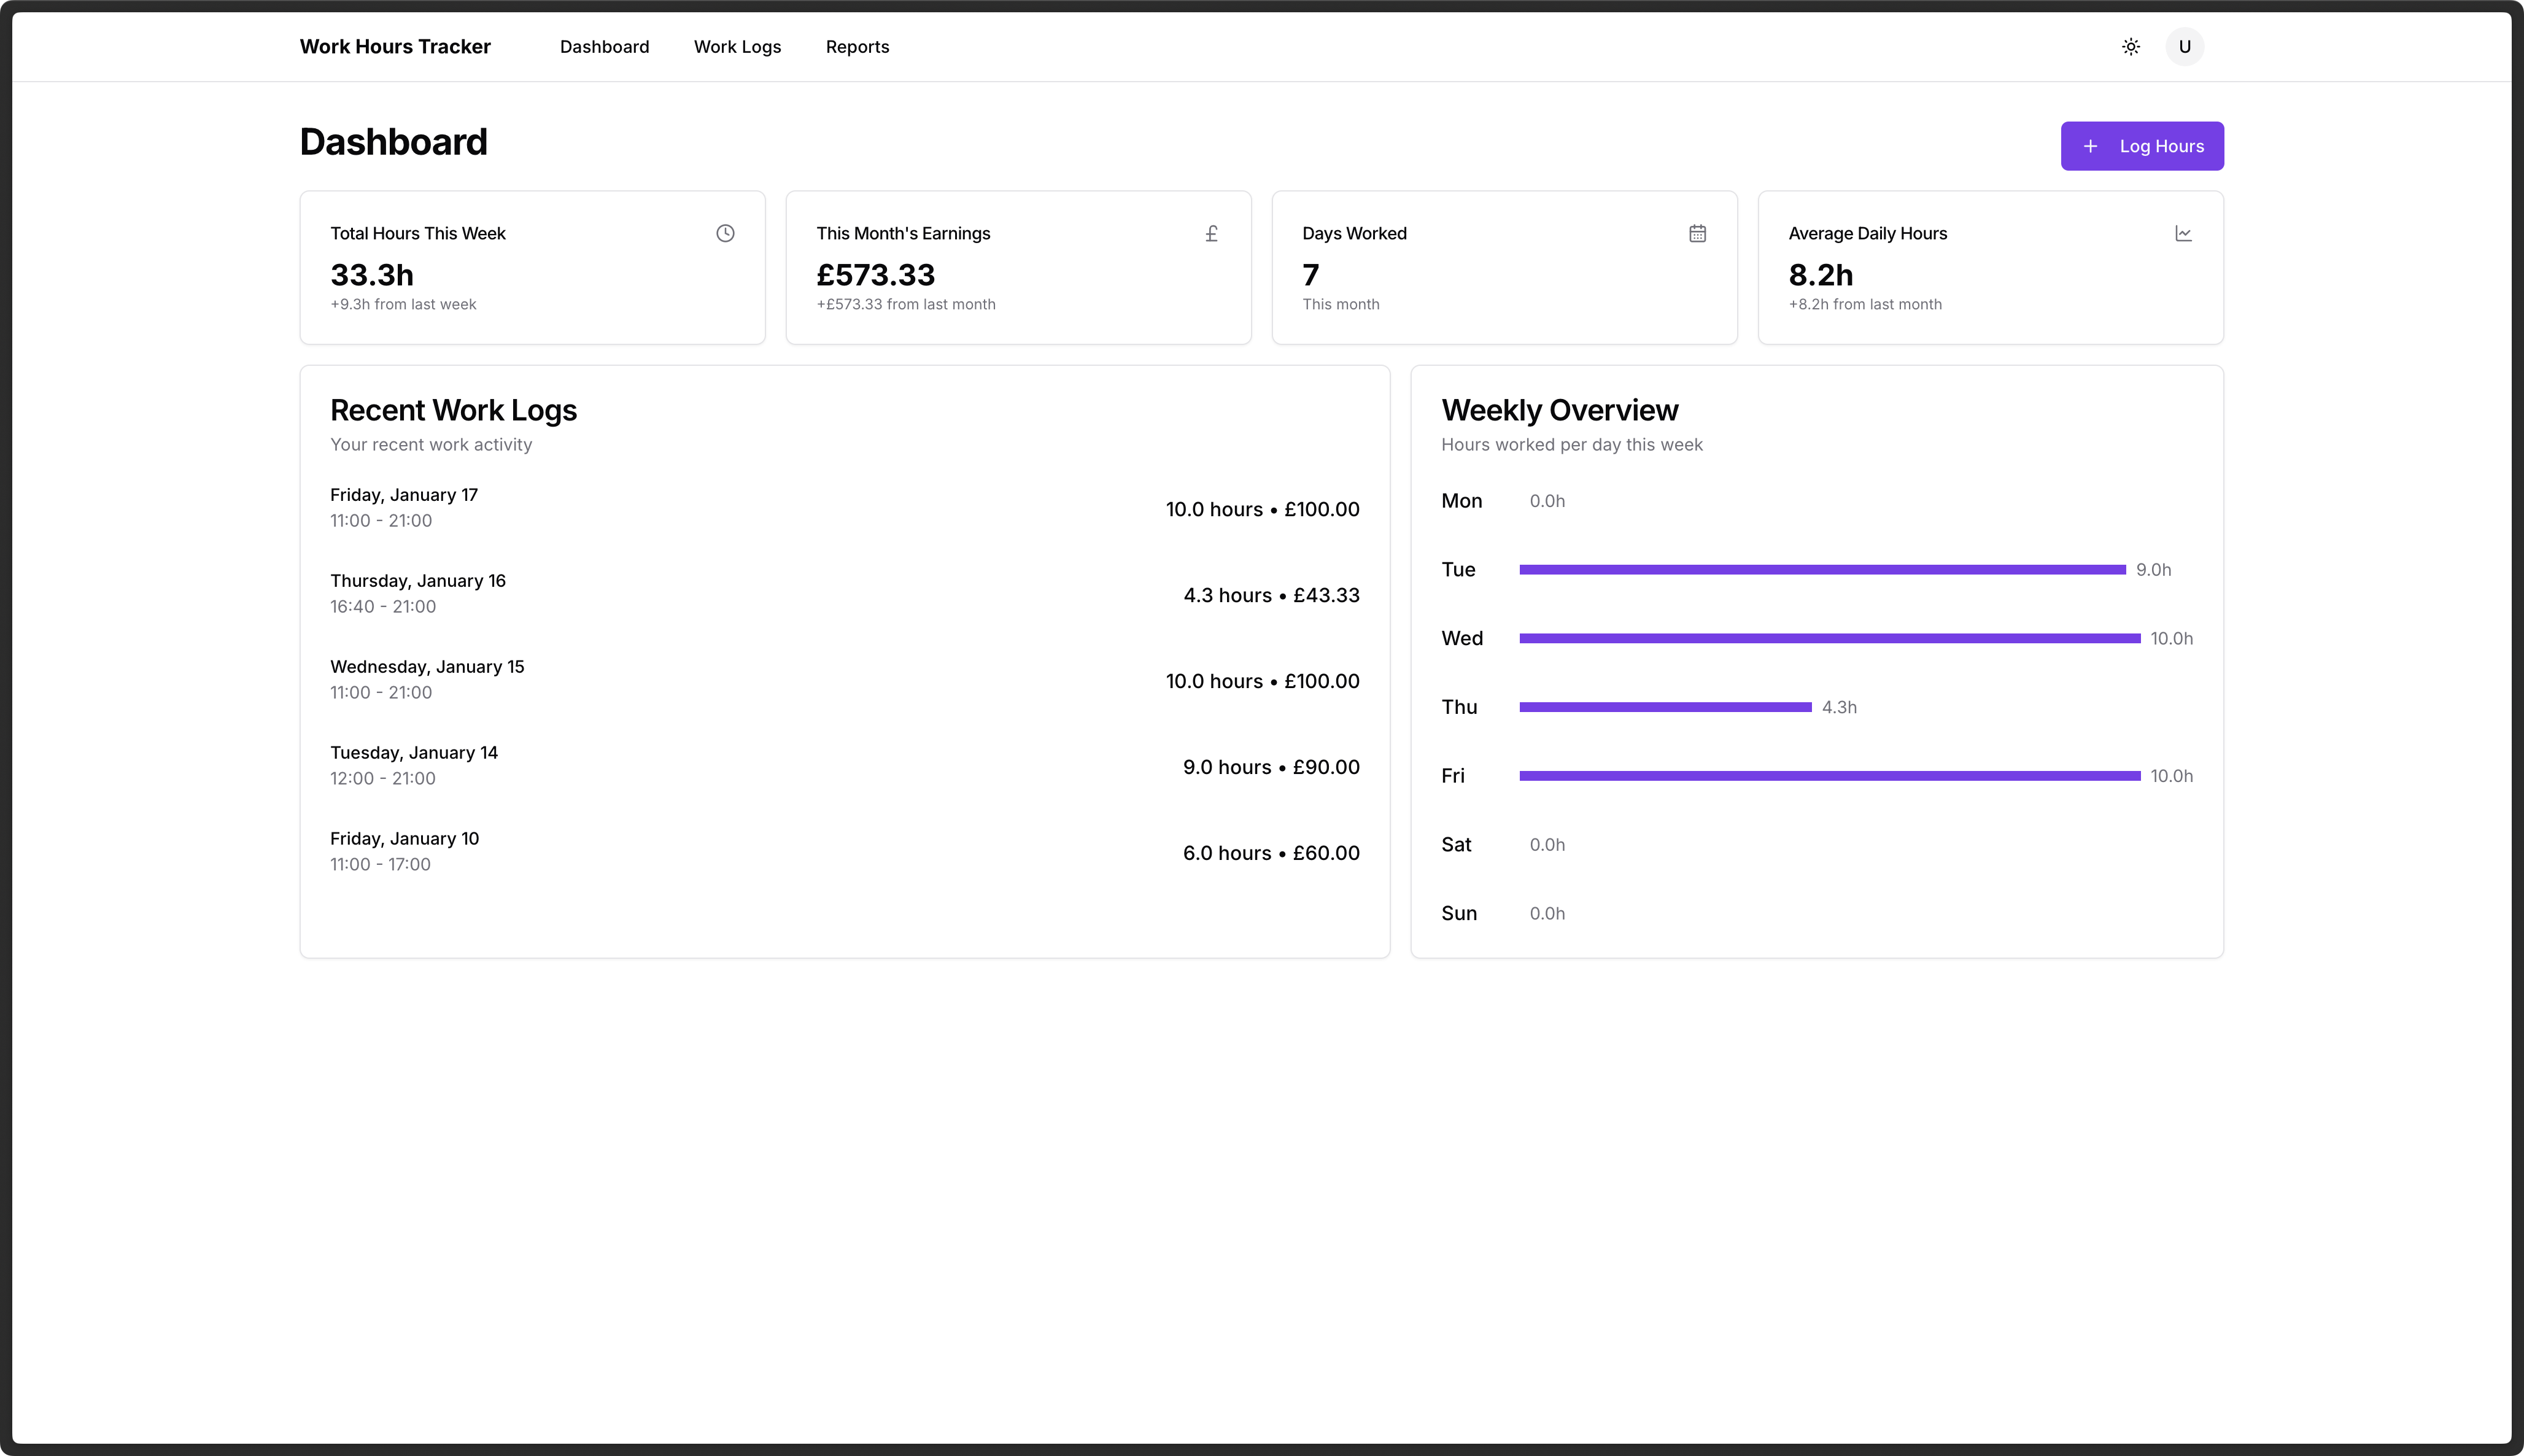 Work Hours Tracker Dashboard Work Logs Reports U
Dashboard
+ Log Hours
Total Hours This Week
33.3h
+9.3h from last week
This Month's Earnings £
£573.33
+£573.33 from last month
Days Worked
7
This month
Average Daily Hours
8.2h
+8.2h from last month
Recent Work Logs
Your recent work activity
Friday, January 17
11:00 - 21:00
10.0 hours • £100.00
Thursday, January 16
16:40 - 21:00
4.3 hours • £43.33
Wednesday, January 15
11:00 - 21:00
10.0 hours • £100.00
Tuesday, January 14
12:00 - 21:00
9.0 hours • £90.00
Friday, January 10
11:00 - 17:00
6.0 hours • £60.00
Weekly Overview
Hours worked per day this week
Mon 0.0h
Tue 9.0h
Wed 10.0h
Thu 4.3h
Fri 10.0h
Sat 0.0h
Sun 0.0h